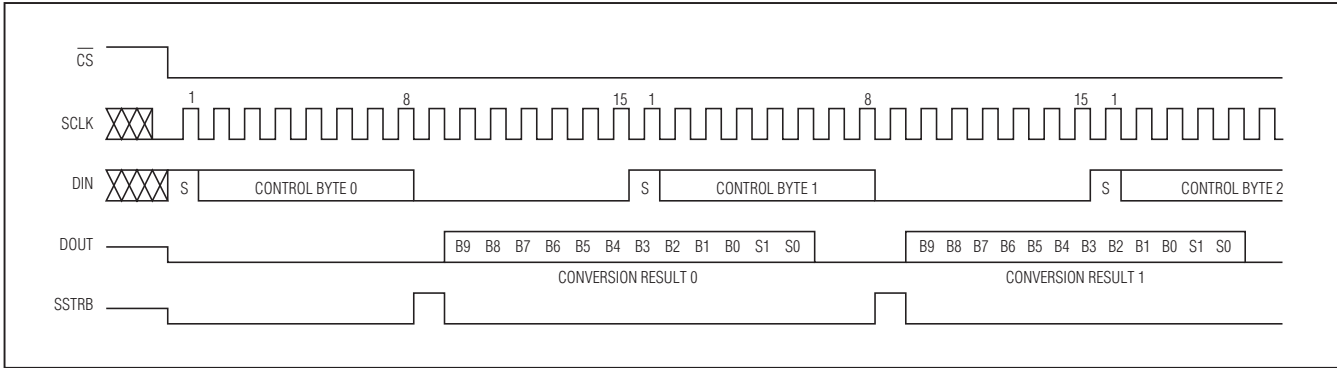 CS
1 8 15 1 8 15 1
SCLK
DIN S CONTROL BYTE 0 S CONTROL BYTE 1 S CONTROL BYTE 2
DOUT B9 B8 B7 B6 B5 B4 B3 B2 B1 B0 S1 S0 B9 B8 B7 B6 B5 B4 B3 B2 B1 B0 S1 S0
CONVERSION RESULT 0 CONVERSION RESULT 1
SSTRB